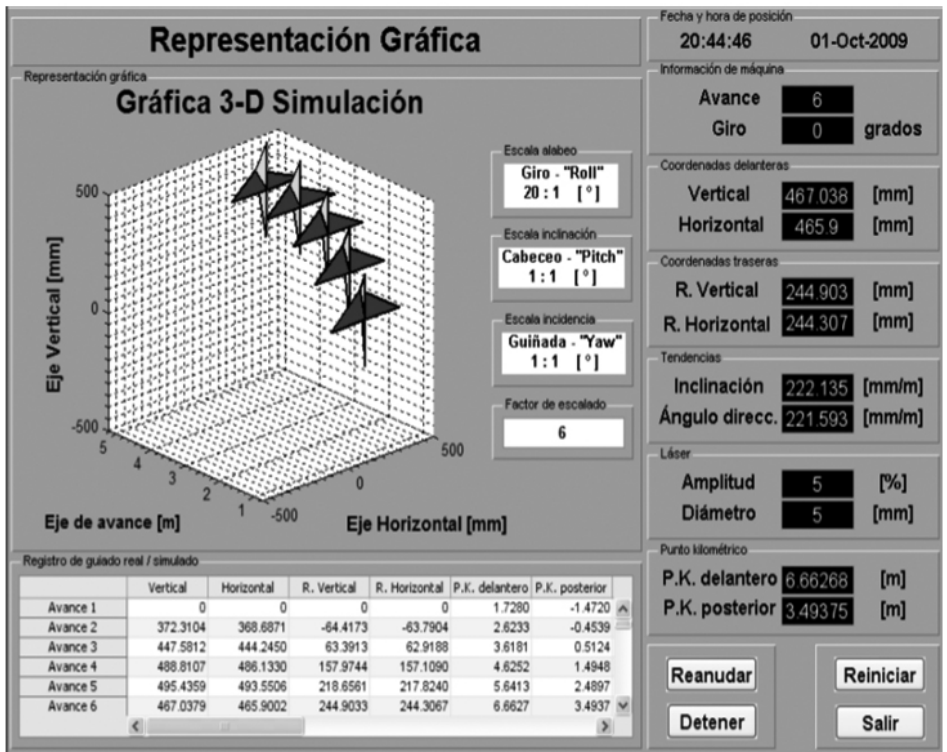 Representación Gráfica
Representación gráfica
Gráfica 3-D Simulación
500
0
-500
Eje Vertical [mm]
5
4
3
2
1
Eje de avance [m]
-500
0
500
Eje Horizontal [mm]
Escala alabeo
Giro - "Roll"
20 : 1 [ º ]
Escala inclinación
Cabeceo - "Pitch"
1 : 1 [ º ]
Escala incidencia
Guiñada - "Yaw"
1 : 1 [ º ]
Factor de escalado
6
Registro de guiado real / simulado
Vertical Horizontal R. Vertical R. Horizontal P.K. delantero P.K. posterior
Avance 1 0 0 0 0 1.7280 -1.4720
Avance 2 372.3104 368.6871 -64.4173 -63.7904 2.6233 -0.4539
Avance 3 447.5812 444.2450 63.3913 62.9188 3.6181 0.5124
Avance 4 488.8107 486.1330 157.9744 157.1090 4.6252 1.4948
Avance 5 495.4359 493.5506 218.6561 217.8240 5.6413 2.4897
Avance 6 467.0379 465.9002 244.9033 244.3067 6.6627 3.4937
Fecha y hora de posición
20:44:46 01-Oct-2009
Información de máquina
Avance 6
Giro 0 grados
Coordenadas delanteras
Vertical 467.038 [mm]
Horizontal 465.9 [mm]
Coordenadas traseras
R. Vertical 244.903 [mm]
R. Horizontal 244.307 [mm]
Tendencias
Inclinación 222.135 [mm/m]
Ángulo direcc. 221.593 [mm/m]
Láser
Amplitud 5 [%]
Diámetro 5 [mm]
Punto kilométrico
P.K. delantero 6.66268 [m]
P.K. posterior 3.49375 [m]
Reanudar Reiniciar
Detener Salir